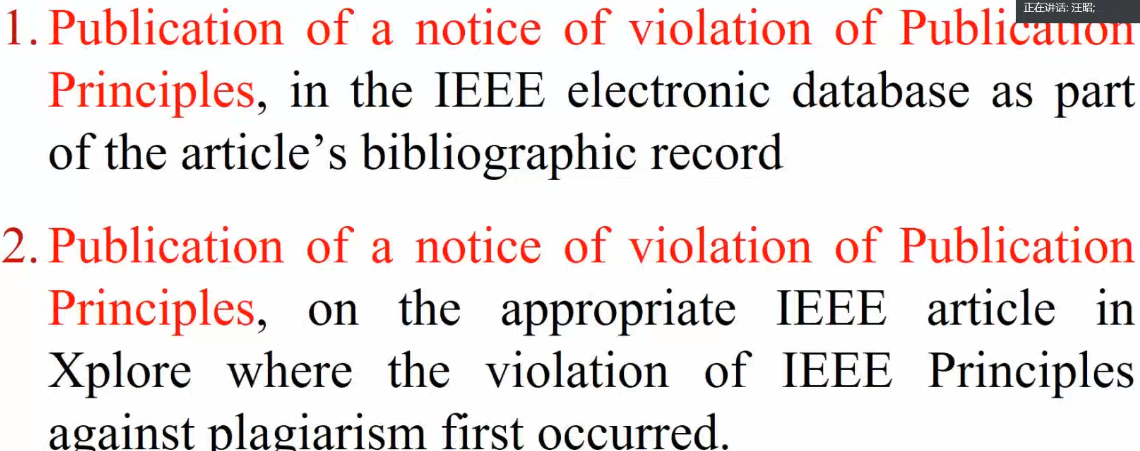 正在讲话: 汪昭;
1. Publication of a notice of violation of Publication
Principles, in the IEEE electronic database as part
of the article’s bibliographic record
2. Publication of a notice of violation of Publication
Principles, on the appropriate IEEE article in
Xplore where the violation of IEEE Principles
against plagiarism first occurred.